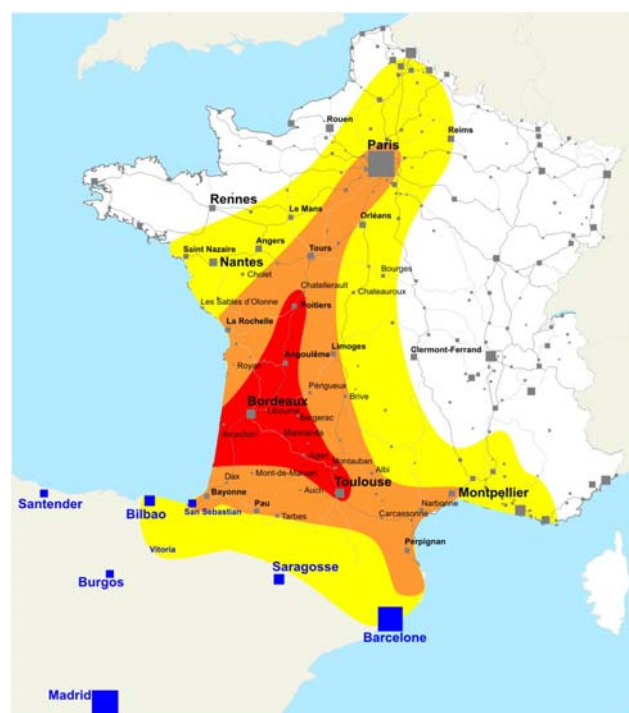 Rouen
Reims
Paris
Rennes
Le Mans
Orléans
Angers
Tours
Saint Nazaire
Nantes
Cholet
Bourges
Chatellerault
Chateauroux
Les Sables d'Olonne
Poitiers
La Rochelle
Limoges
Clermont-Ferrand
Angoulême
Royan
Périgueux
Brive
Bordeaux
Libourne
Bergerac
Arcachon
Marmande
Agen
Montauban
Albi
Dax
Mont-de-Marsan
Toulouse
Auch
Montpellier
Bayonne
Narbonne
Santender
Bilbao
San Sebastian
Pau
Tarbes
Carcassonne
Vitoria
Perpignan
Saragosse
Burgos
Barcelone
Madrid